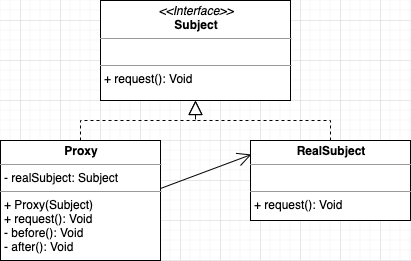 <<Interface>>
Subject
+ request(): Void
Proxy
- realSubject: Subject
+ Proxy(Subject)
+ request(): Void
- before(): Void
- after(): Void
RealSubject
+ request(): Void